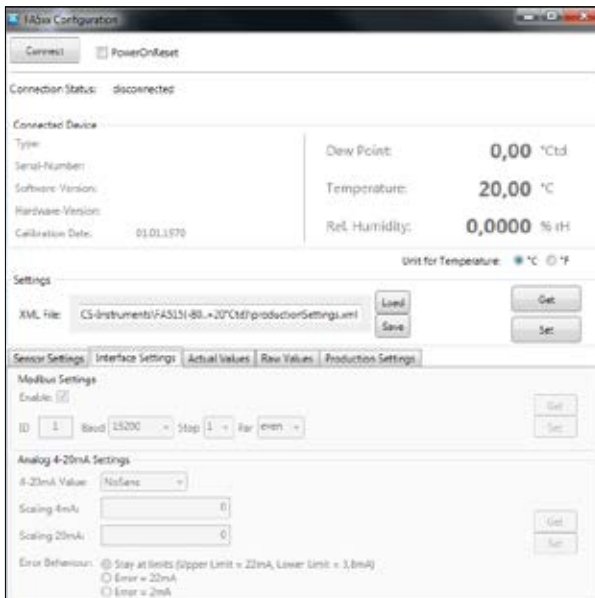 FA5xx Configuration
Connect PowerOnReset
Connection Status: disconnected
Connected Device
Type:
Serial-Number:
Software-Version:
Hardware-Version:
Calibration Date: 01.01.1970
Dew Point: 0,00 °Ctd
Temperature: 20,00 °C
Rel. Humidity: 0,0000 % rH
Unit for Temperature: °C °F
Settings
XML File: CS-Instruments\FA515(-80..+20°Ctd)\productionSettings.xml
Load
Save
Get
Set
Sensor Settings Interface Settings Actual Values Raw Values Production Settings
Modbus Settings
Enable:
ID 1 Baud 19200 Stop 1 Par even
Get
Set
Analog 4-20mA Settings
4-20mA Value: NoSens
Scaling 4mA: 0
Scaling 20mA: 0
Get
Set
Error Behaviour: Stay at limits (Upper Limit = 22mA, Lower Limit = 3,8mA)
Error = 22mA
Error = 2mA